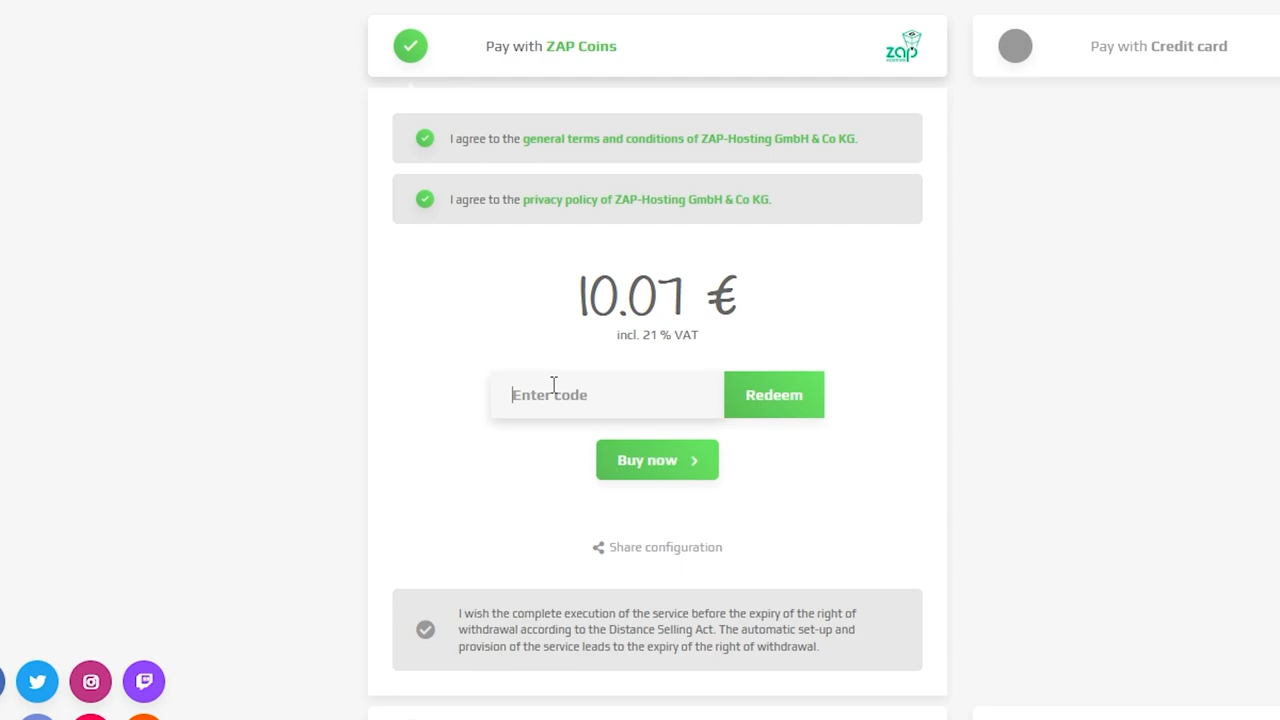 Pay with ZAP Coins
zap
Pay with Credit card
I agree to the general terms and conditions of ZAP-Hosting GmbH & Co KG.
I agree to the privacy policy of ZAP-Hosting GmbH & Co KG.
10.07 €
incl. 21 % VAT
Enter code
Redeem
Buy now
Share configuration
I wish the complete execution of the service before the expiry of the right of
withdrawal according to the Distance Selling Act. The automatic set-up and
provision of the service leads to the expiry of the right of withdrawal.